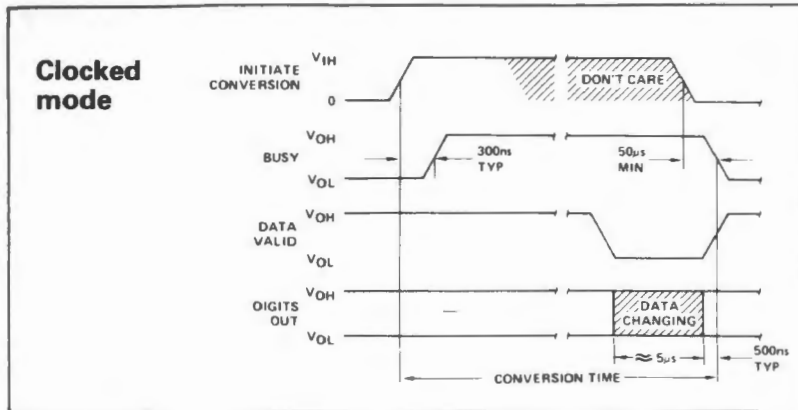 Clocked
mode
INITIATE
CONVERSION
VIH
0
DON'T CARE
BUSY
VOH
VOL
300ns
TYP
50µs
MIN
DATA
VALID
VOH
VOL
DIGITS
OUT
VOH
VOL
DATA
CHANGING
≈ 5µs
500ns
TYP
CONVERSION TIME